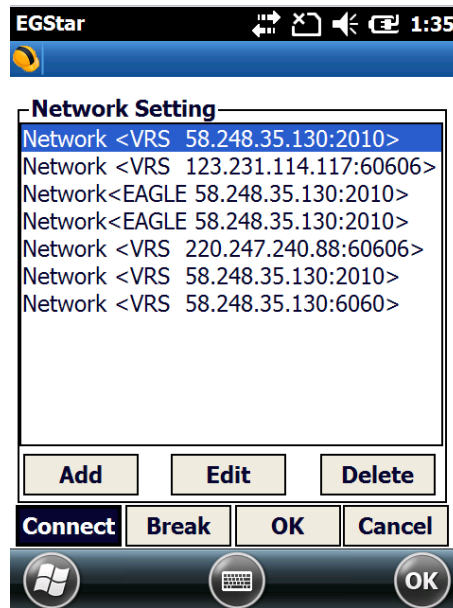 EGStar 1:35
Network Setting
Network <VRS 58.248.35.130:2010>
Network <VRS 123.231.114.117:60606>
Network<EAGLE 58.248.35.130:2010>
Network<EAGLE 58.248.35.130:2010>
Network <VRS 220.247.240.88:60606>
Network <VRS 58.248.35.130:2010>
Network <VRS 58.248.35.130:6060>
Add Edit Delete
Connect Break OK Cancel
OK